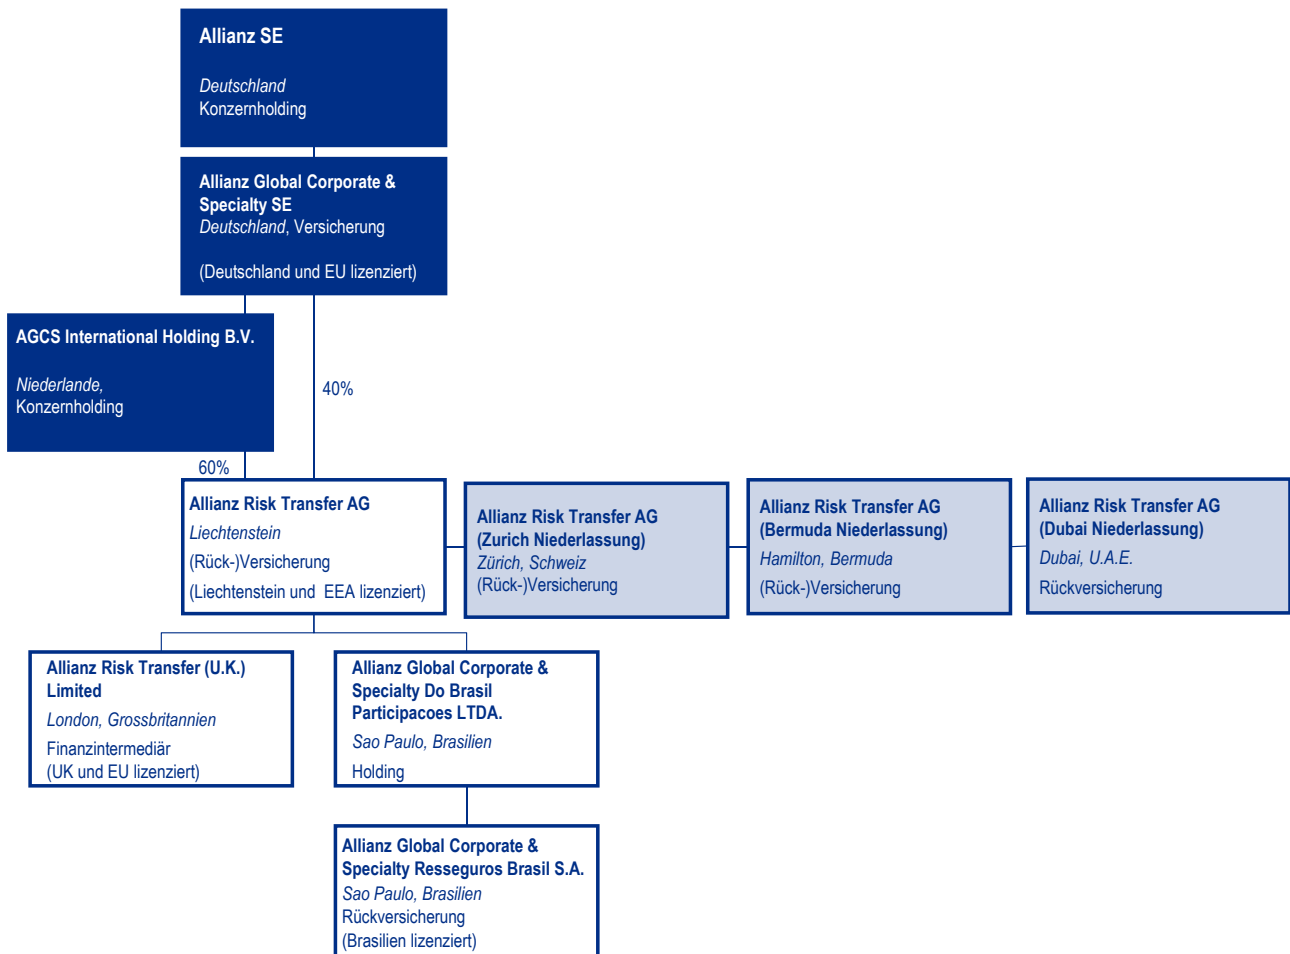 Allianz SE
Deutschland
Konzernholding
Allianz Global Corporate &
Specialty SE
Deutschland, Versicherung
(Deutschland und EU lizenziert)
AGCS International Holding B.V.
Niederlande,
Konzernholding
40%
60%
Allianz Risk Transfer AG
Liechtenstein
(Rück-)Versicherung
(Liechtenstein und EEA lizenziert)
Allianz Risk Transfer AG
(Zurich Niederlassung)
Zürich, Schweiz
(Rück-)Versicherung
Allianz Risk Transfer AG
(Bermuda Niederlassung)
Hamilton, Bermuda
(Rück-)Versicherung
Allianz Risk Transfer AG
(Dubai Niederlassung)
Dubai, U.A.E.
Rückversicherung
Allianz Risk Transfer (U.K.)
Limited
London, Grossbritannien
Finanzintermediär
(UK und EU lizenziert)
Allianz Global Corporate &
Specialty Do Brasil
Participacoes LTDA.
Sao Paulo, Brasilien
Holding
Allianz Global Corporate &
Specialty Resseguros Brasil S.A.
Sao Paulo, Brasilien
Rückversicherung
(Brasilien lizenziert)